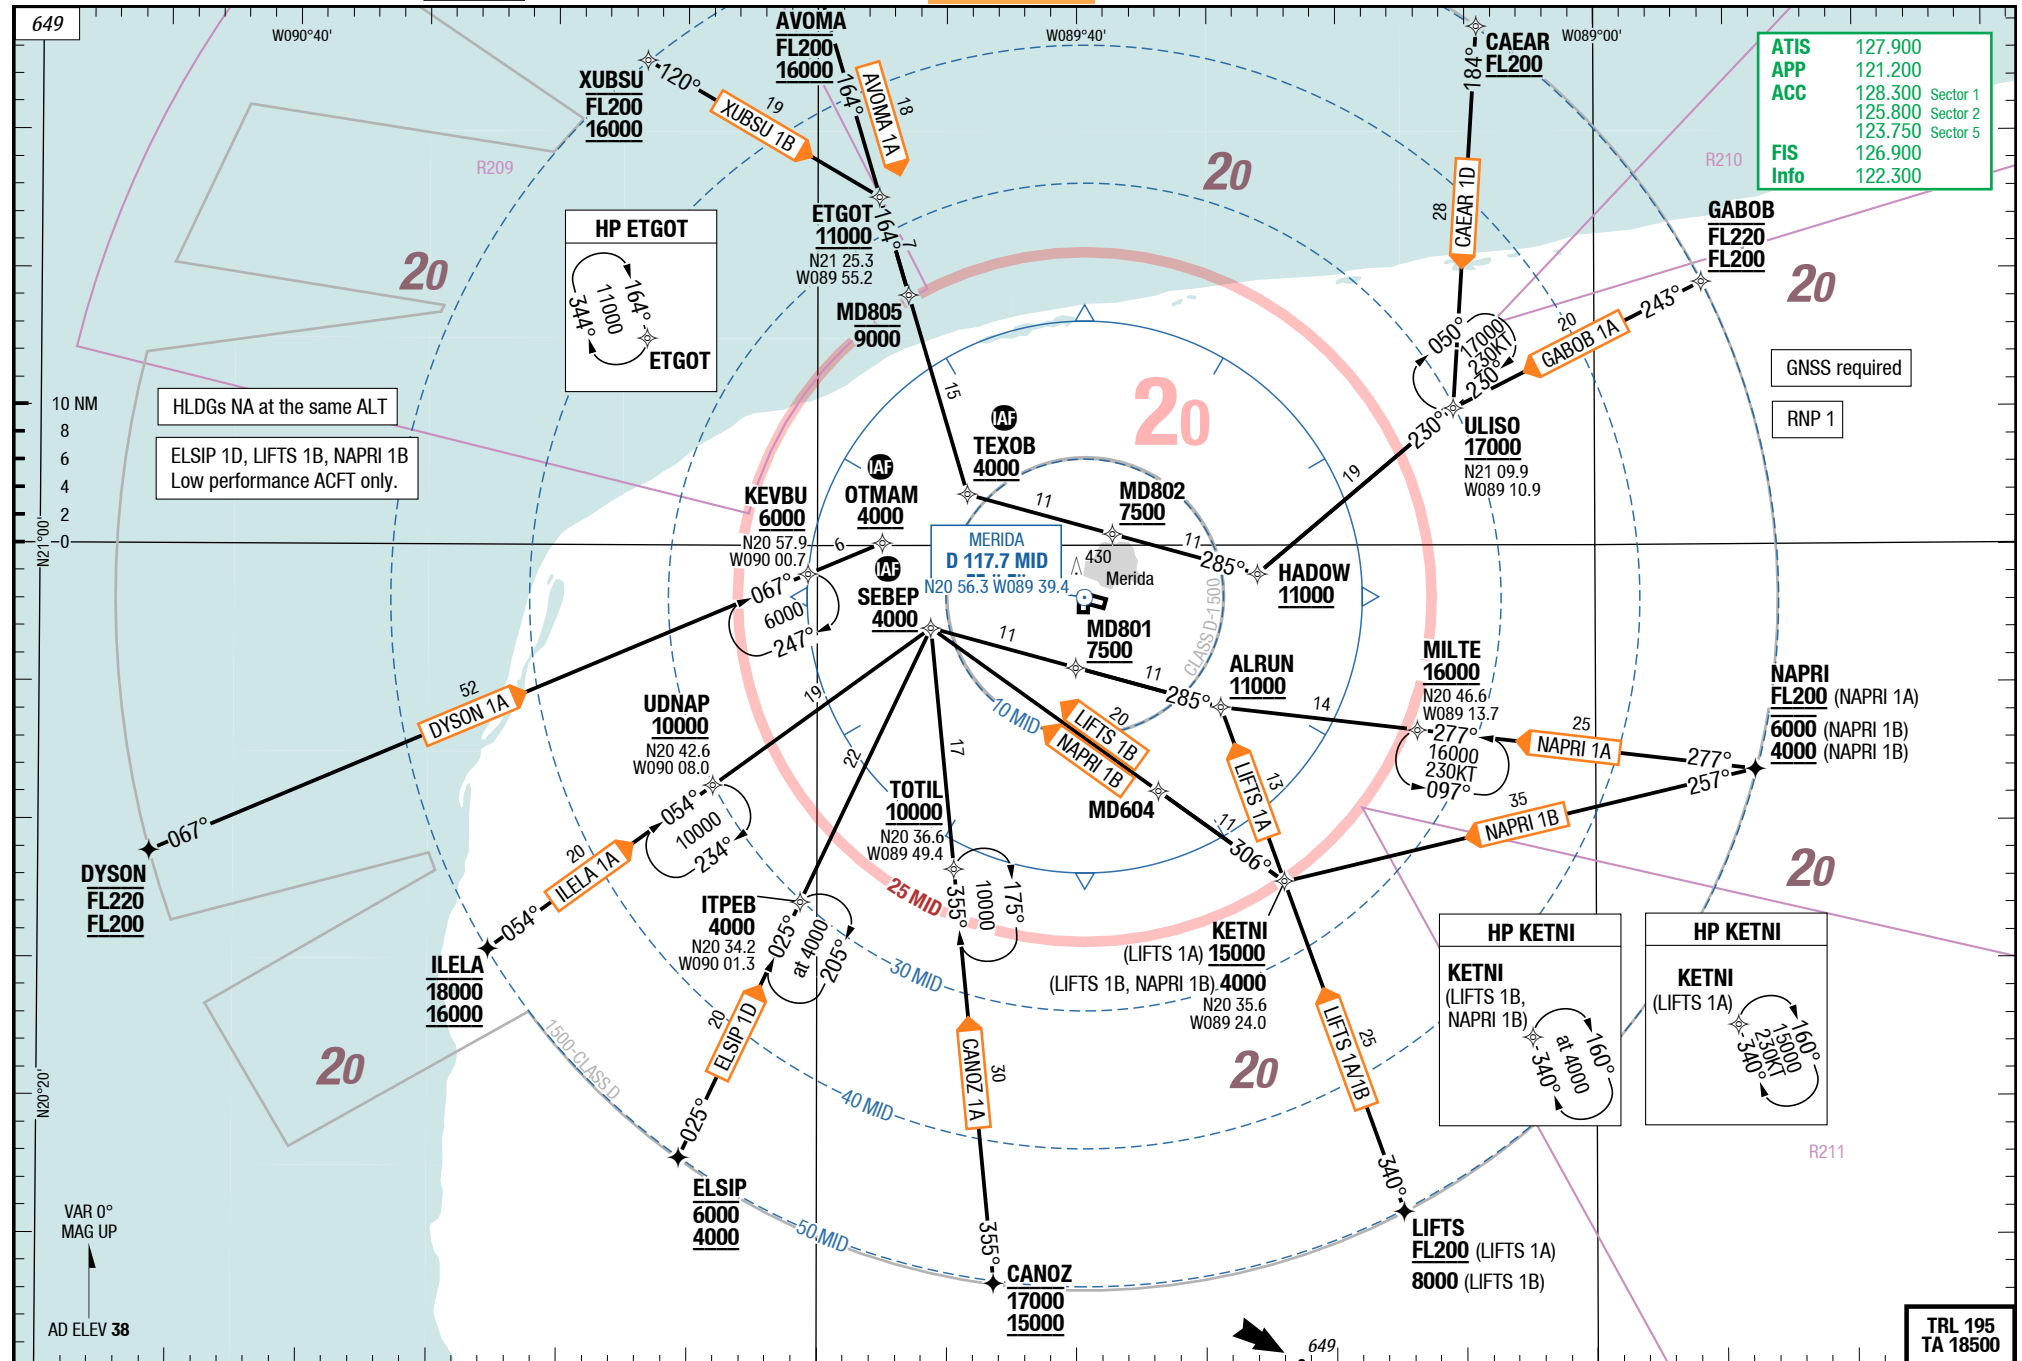 649
W090°40'
W089°40'
W089°00'
AVOMA
FL200
16000
164°
AVOMA 1A
18
XUBSU
FL200
16000
120°
19
XUBSU 1B
CAEAR
FL200
184°
28
CAEAR 1D
ATIS 127.900
APP 121.200
ACC 128.300 Sector 1
125.800 Sector 2
123.750 Sector 5
FIS 126.900
Info 122.300
R209
R210
20
20
20
GABOB
FL220
FL200
243°
20
GABOB 1A
HP ETGOT
164°
11000
344°
ETGOT
ETGOT
11000
N21 25.3
W089 55.2
164°
7
MD805
9000
15
050°
17000
230KT
230°
ULISO
17000
N21 09.9
W089 10.9
230°
19
GNSS required
RNP 1
HLDGs NA at the same ALT
ELSIP 1D, LIFTS 1B, NAPRI 1B
Low performance ACFT only.
10 NM
8
6
4
2
0
N21°00'
20
IAF
TEXOB
4000
11
MD802
7500
11
285°
HADOW
11000
IAF
OTMAM
4000
KEVBU
6000
N20 57.9
W090 00.7
6
067°
6000
247°
IAF
SEBEP
4000
MERIDA
D 117.7 MID
N20 56.3 W089 39.4
430
Merida
CLASS D-1500
11
MD801
7500
11
285°
ALRUN
11000
14
MILTE
16000
N20 46.6
W089 13.7
277°
16000
230KT
097°
25
NAPRI 1A
277°
257°
NAPRI
FL200 (NAPRI 1A)
6000 (NAPRI 1B)
4000 (NAPRI 1B)
35
NAPRI 1B
52
DYSON 1A
067°
DYSON
FL220
FL200
UDNAP
10000
N20 42.6
W090 08.0
19
054°
10000
234°
20
ILELA 1A
054°
ILELA
18000
16000
22
17
10 MID
20
LIFTS 1B
NAPRI 1B
MD604
11
306°
13
LIFTS 1A
TOTIL
10000
N20 36.6
W089 49.4
355°
10000
175°
25 MID
ITPEB
4000
N20 34.2
W090 01.3
025°
at 4000
205°
30 MID
KETNI
(LIFTS 1A) 15000
(LIFTS 1B, NAPRI 1B) 4000
N20 35.6
W089 24.0
20
HP KETNI
KETNI
(LIFTS 1B,
NAPRI 1B)
160°
at 4000
340°
HP KETNI
KETNI
(LIFTS 1A)
160°
15000
230KT
340°
20
ELSIP 1D
025°
ELSIP
6000
4000
1500-CLASS D
20
N20°20'
40 MID
30
CANOZ 1A
355°
CANOZ
17000
15000
50 MID
20
25
LIFTS 1A/1B
340°
LIFTS
FL200 (LIFTS 1A)
8000 (LIFTS 1B)
R211
VAR 0°
MAG UP
AD ELEV 38
649
TRL 195
TA 18500